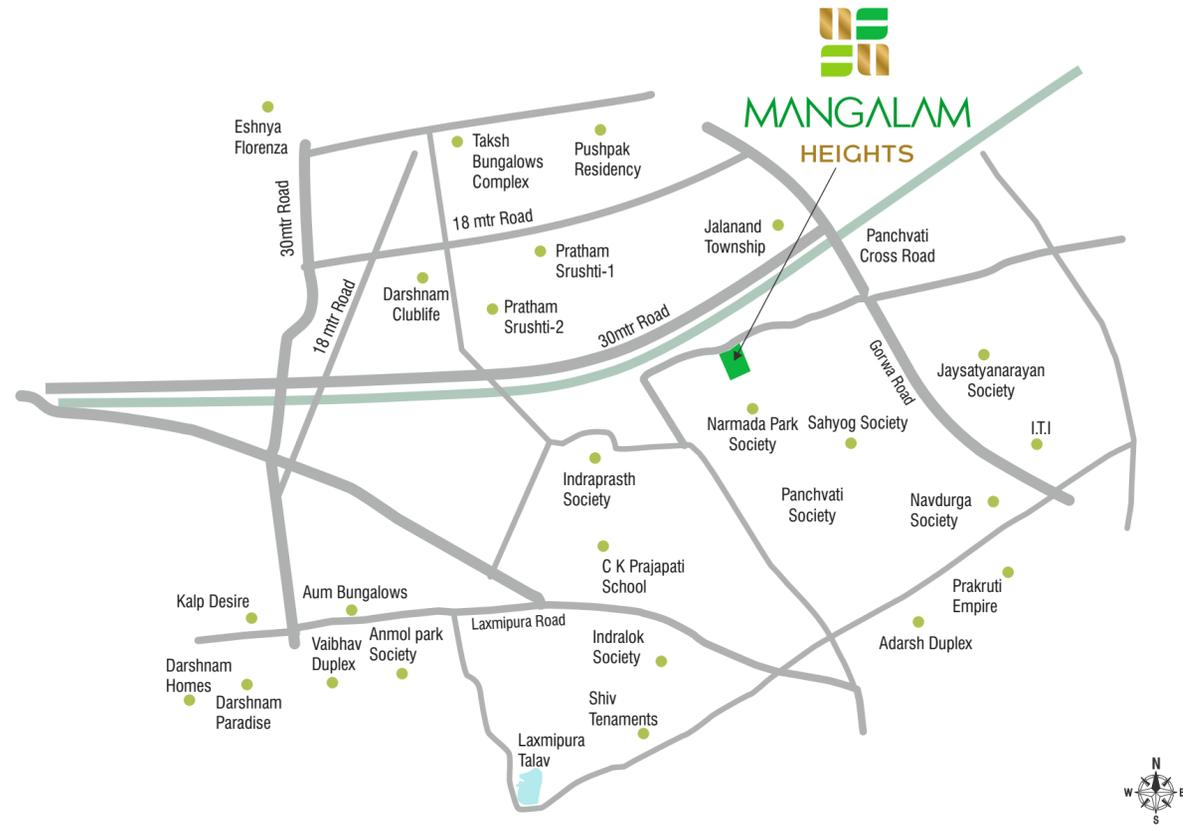 MANGALAM
HEIGHTS
Eshnya
Florenza
Taksh
Bungalows
Complex
Pushpak
Residency
30mtr Road
18 mtr Road
Jalanand
Township
Panchvati
Cross Road
Pratham
Srushti-1
Darshnam
Clublife
Pratham
Srushti-2
18 mtr Road
30mtr Road
Gorwa Road
Jaysatyanarayan
Society
Narmada Park
Society
Sahyog Society
I.T.I
Indraprasth
Society
Panchvati
Society
Navdurga
Society
C K Prajapati
School
Prakruti
Empire
Kalp Desire
Aum Bungalows
Laxmipura Road
Vaibhav
Duplex
Anmol park
Society
Indralok
Society
Adarsh Duplex
Darshnam
Homes
Darshnam
Paradise
Shiv
Tenaments
Laxmipura
Talav
N
W
E
S